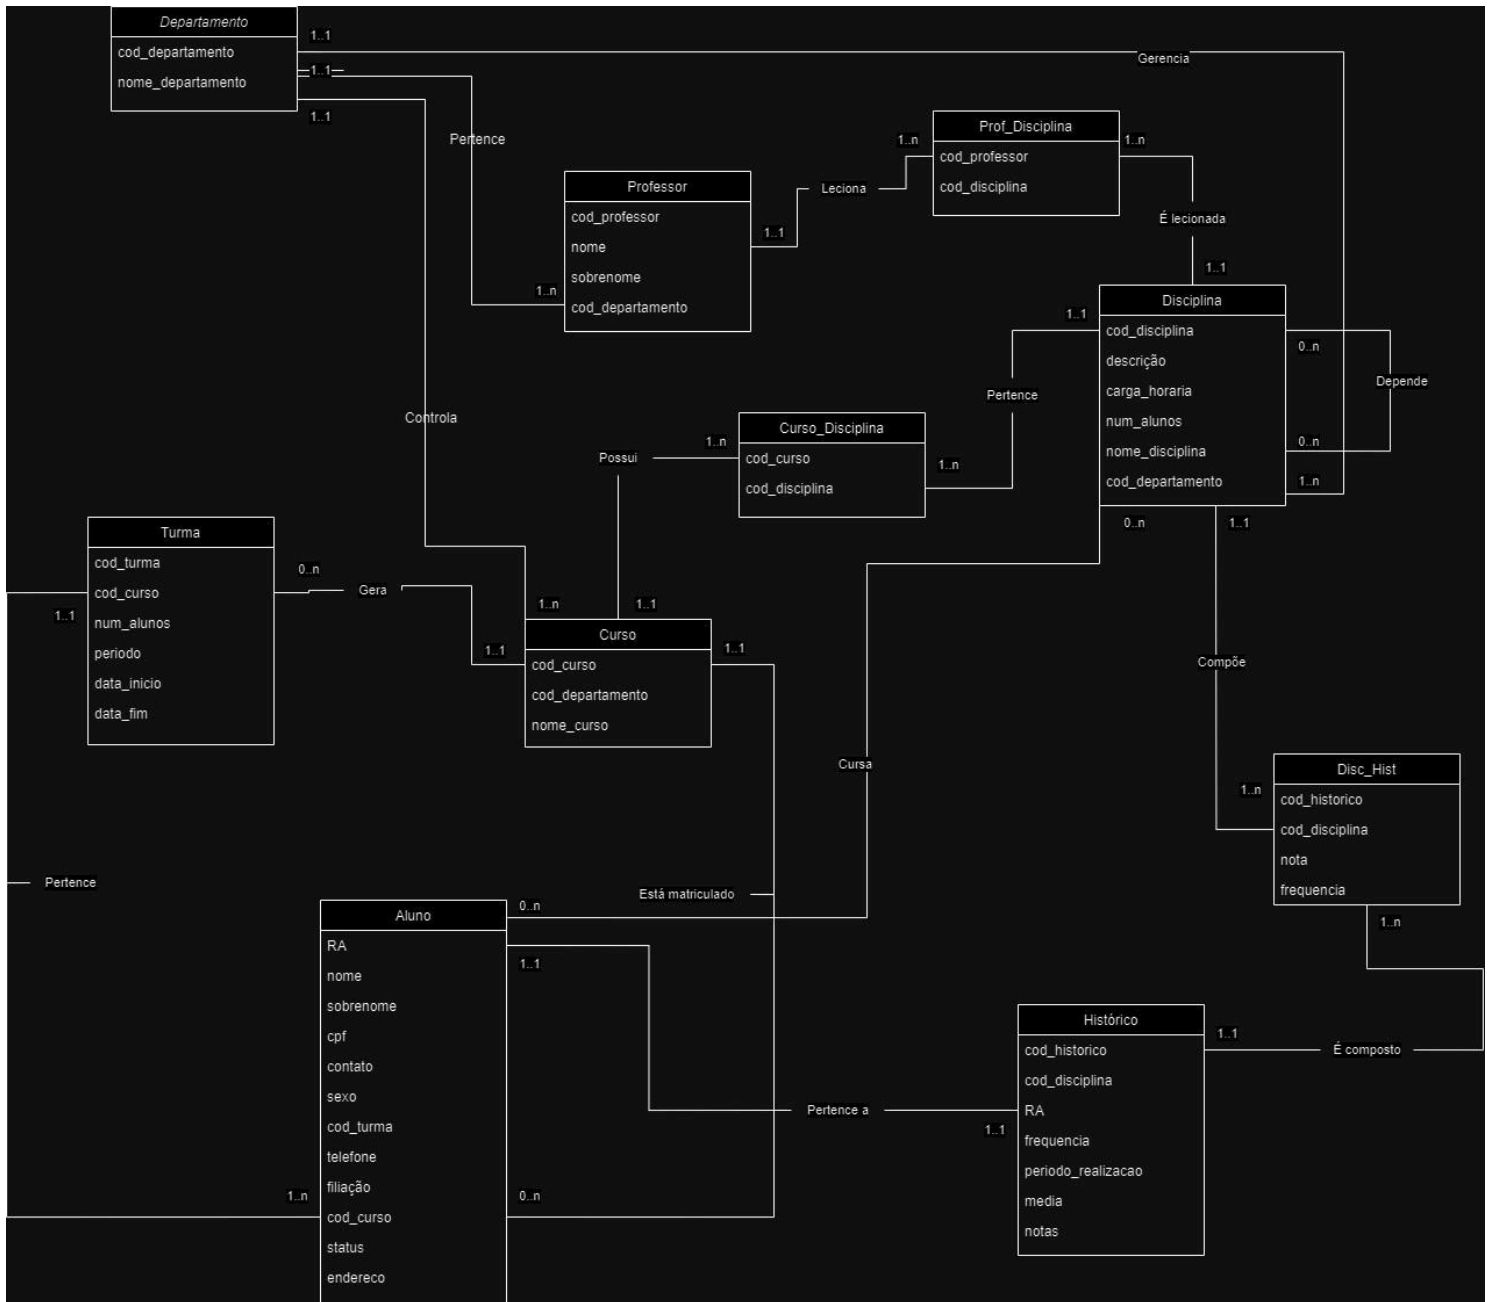 Departamento
cod_departamento
nome_departamento
1..1
1..1
1..1
Gerencia
Pertence
Prof_Disciplina
cod_professor
cod_disciplina
1..n
1..n
Leciona
É lecionada
Professor
cod_professor
nome
sobrenome
cod_departamento
1..1
1..n
1..1
Disciplina
cod_disciplina
descrição
carga_horaria
num_alunos
nome_disciplina
cod_departamento
1..1
0..n
Depende
0..n
1..n
0..n
1..1
Pertence
Controla
Curso_Disciplina
cod_curso
cod_disciplina
1..n
1..n
Possui
Turma
cod_turma
cod_curso
num_alunos
periodo
data_inicio
data_fim
0..n
1..1
Gera
1..n
1..1
1..1
1..1
Curso
cod_curso
cod_departamento
nome_curso
Compõe
Cursa
Disc_Hist
cod_historico
cod_disciplina
nota
frequencia
1..n
1..n
Pertence
Está matriculado
Aluno
RA
nome
sobrenome
cpf
contato
sexo
cod_turma
telefone
filiação
cod_curso
status
endereco
0..n
1..1
1..n
0..n
Histórico
cod_historico
cod_disciplina
RA
frequencia
periodo_realizacao
media
notas
1..1
É composto
Pertence a
1..1